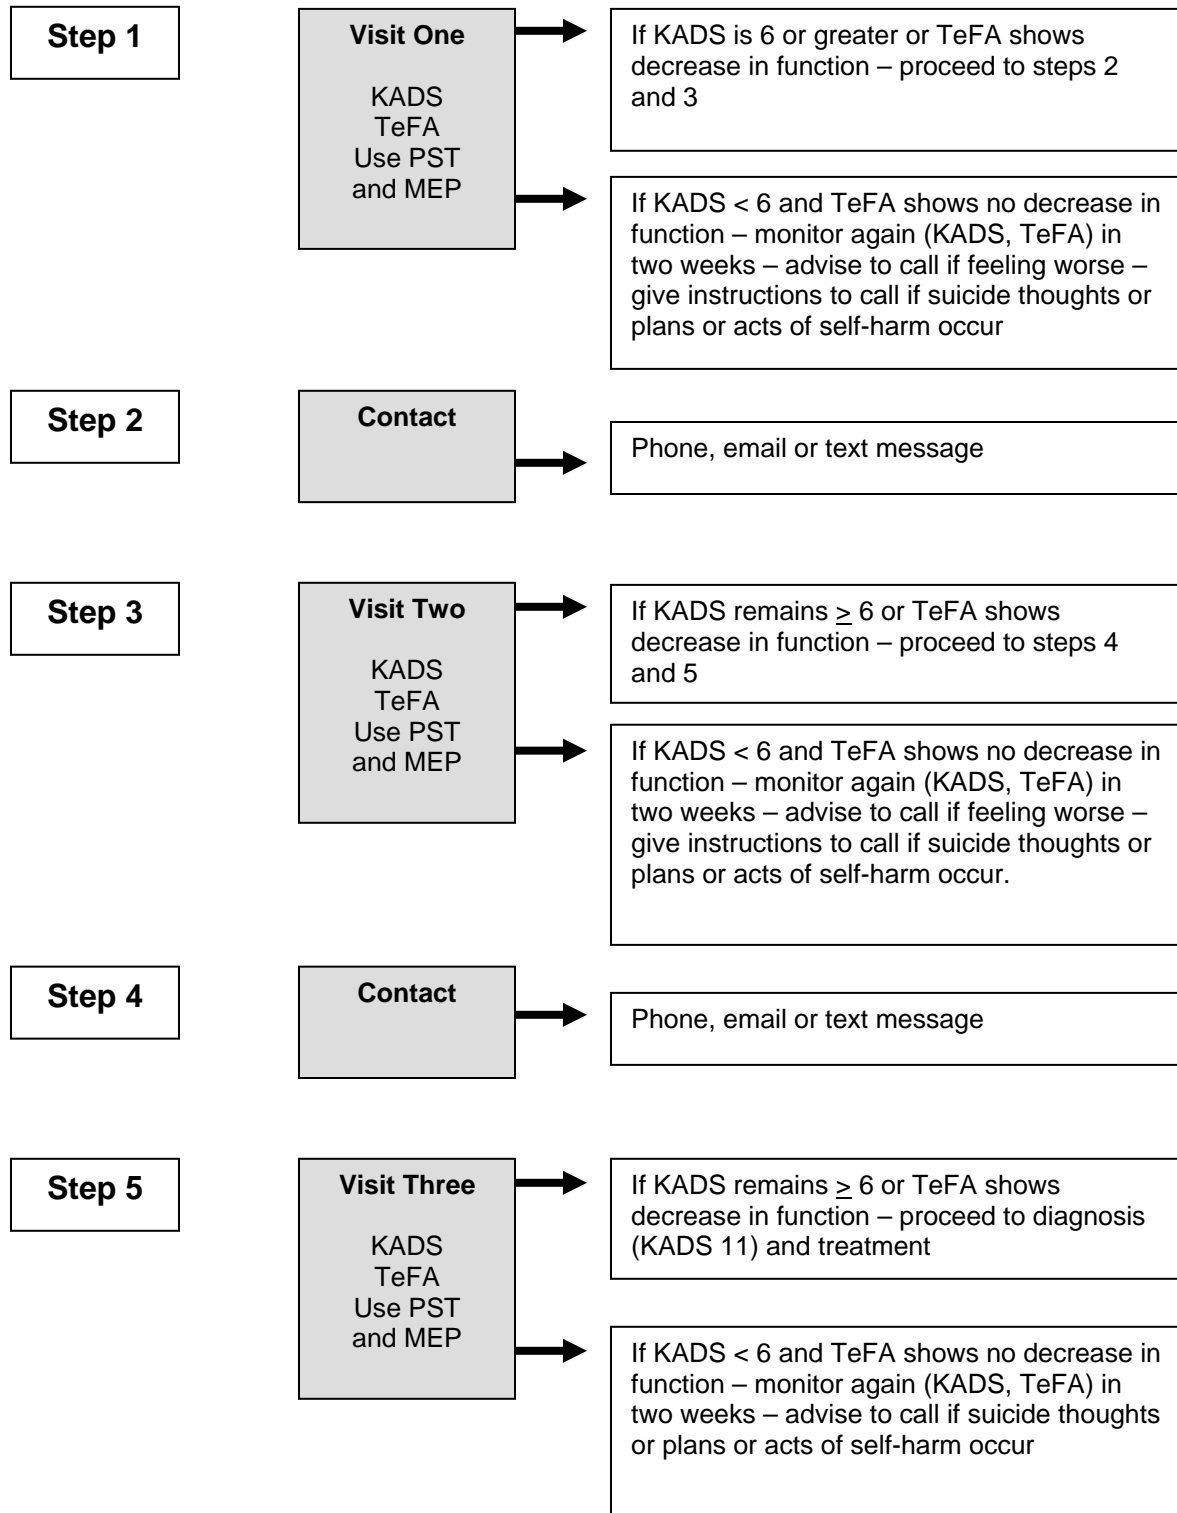 Step 1
Visit One
KADS
TeFA
Use PST
and MEP
If KADS is 6 or greater or TeFA shows
decrease in function – proceed to steps 2
and 3
If KADS < 6 and TeFA shows no decrease in
function – monitor again (KADS, TeFA) in
two weeks – advise to call if feeling worse –
give instructions to call if suicide thoughts or
plans or acts of self-harm occur
Step 2
Contact
Phone, email or text message
Step 3
Visit Two
KADS
TeFA
Use PST
and MEP
If KADS remains ≥ 6 or TeFA shows
decrease in function – proceed to steps 4
and 5
If KADS < 6 and TeFA shows no decrease in
function – monitor again (KADS, TeFA) in
two weeks – advise to call if feeling worse –
give instructions to call if suicide thoughts or
plans or acts of self-harm occur.
Step 4
Contact
Phone, email or text message
Step 5
Visit Three
KADS
TeFA
Use PST
and MEP
If KADS remains ≥ 6 or TeFA shows
decrease in function – proceed to diagnosis
(KADS 11) and treatment
If KADS < 6 and TeFA shows no decrease in
function – monitor again (KADS, TeFA) in
two weeks – advise to call if suicide thoughts
or plans or acts of self-harm occur